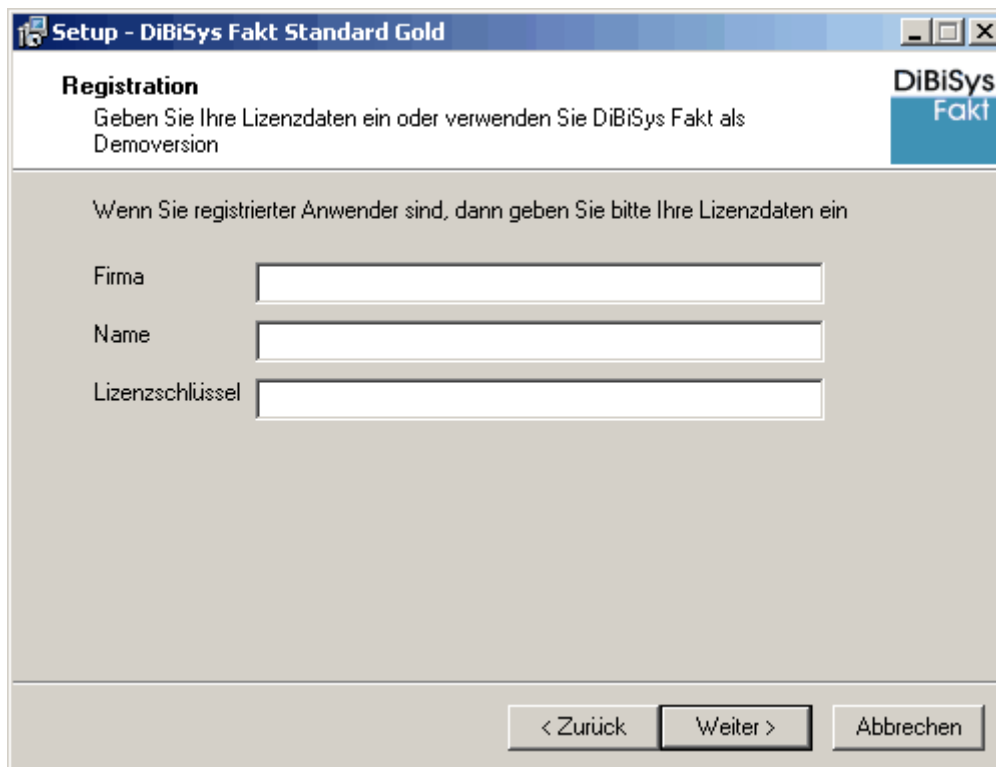 Setup - DiBiSys Fakt Standard Gold
Registration
Geben Sie Ihre Lizenzdaten ein oder verwenden Sie DiBiSys Fakt als
Demoversion
DiBiSys
Fakt
Wenn Sie registrierter Anwender sind, dann geben Sie bitte Ihre Lizenzdaten ein
Firma
Name
Lizenzschlüssel
< Zurück Weiter > Abbrechen